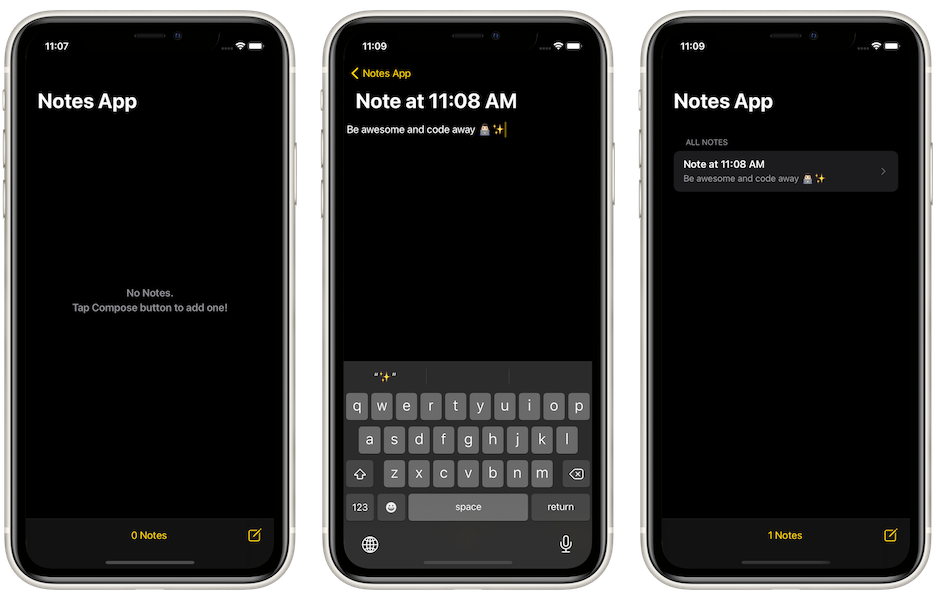 11:07
Notes App
No Notes.
Tap Compose button to add one!
0 Notes
11:09
Notes App
Note at 11:08 AM
Be awesome and code away 👩🏻‍💻✨
"✨"
q w e r t y u i o p
a s d f g h j k l
z x c v b n m
123 space return
11:09
Notes App
ALL NOTES
Note at 11:08 AM
Be awesome and code away 👩🏻‍💻✨
1 Notes